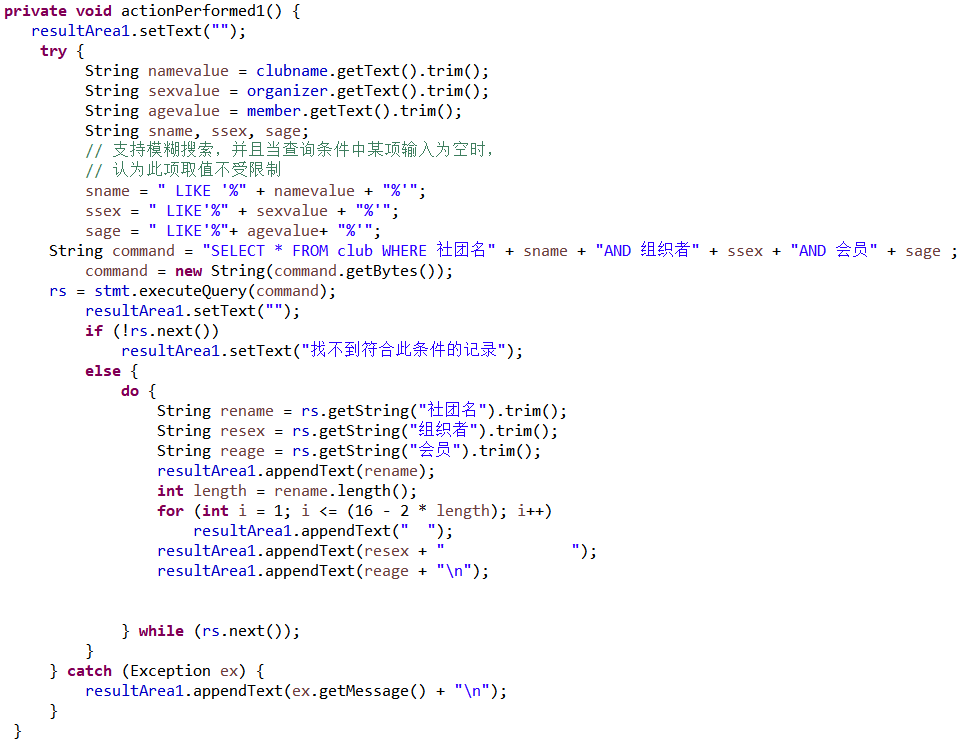 private void actionPerformed1() {
resultArea1.setText("");
try {
String namevalue = clubname.getText().trim();
String sexvalue = organizer.getText().trim();
String agevalue = member.getText().trim();
String sname, ssex, sage;
// 支持模糊搜索，并且当查询条件中某项输入为空时，
// 认为此项取值不受限制
sname = " LIKE '%" + namevalue + "%'";
ssex = " LIKE'%" + sexvalue + "%'";
sage = " LIKE'%"+ agevalue+ "%'";
String command = "SELECT * FROM club WHERE 社团名" + sname + "AND 组织者" + ssex + "AND 会员" + sage ;
command = new String(command.getBytes());
rs = stmt.executeQuery(command);
resultArea1.setText("");
if (!rs.next())
resultArea1.setText("找不到符合此条件的记录");
else {
do {
String rename = rs.getString("社团名").trim();
String resex = rs.getString("组织者").trim();
String reage = rs.getString("会员").trim();
resultArea1.appendText(rename);
int length = rename.length();
for (int i = 1; i <= (16 - 2 * length); i++)
resultArea1.appendText("  ");
resultArea1.appendText(resex + "              ");
resultArea1.appendText(reage + "\n");
} while (rs.next());
}
} catch (Exception ex) {
resultArea1.appendText(ex.getMessage() + "\n");
}
}